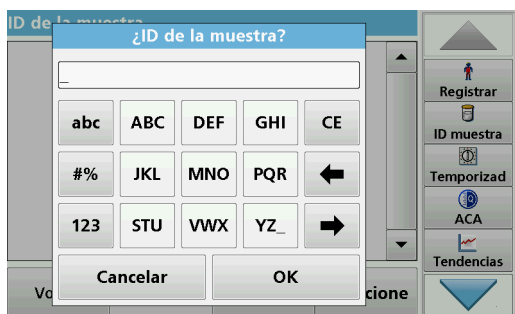 ID de la muestra
¿ID de la muestra?
_
abc ABC DEF GHI CE
#% JKL MNO PQR
123 STU VWX YZ_
Cancelar OK
Vo
cione
Registrar
ID muestra
Temporizad
ACA
Tendencias